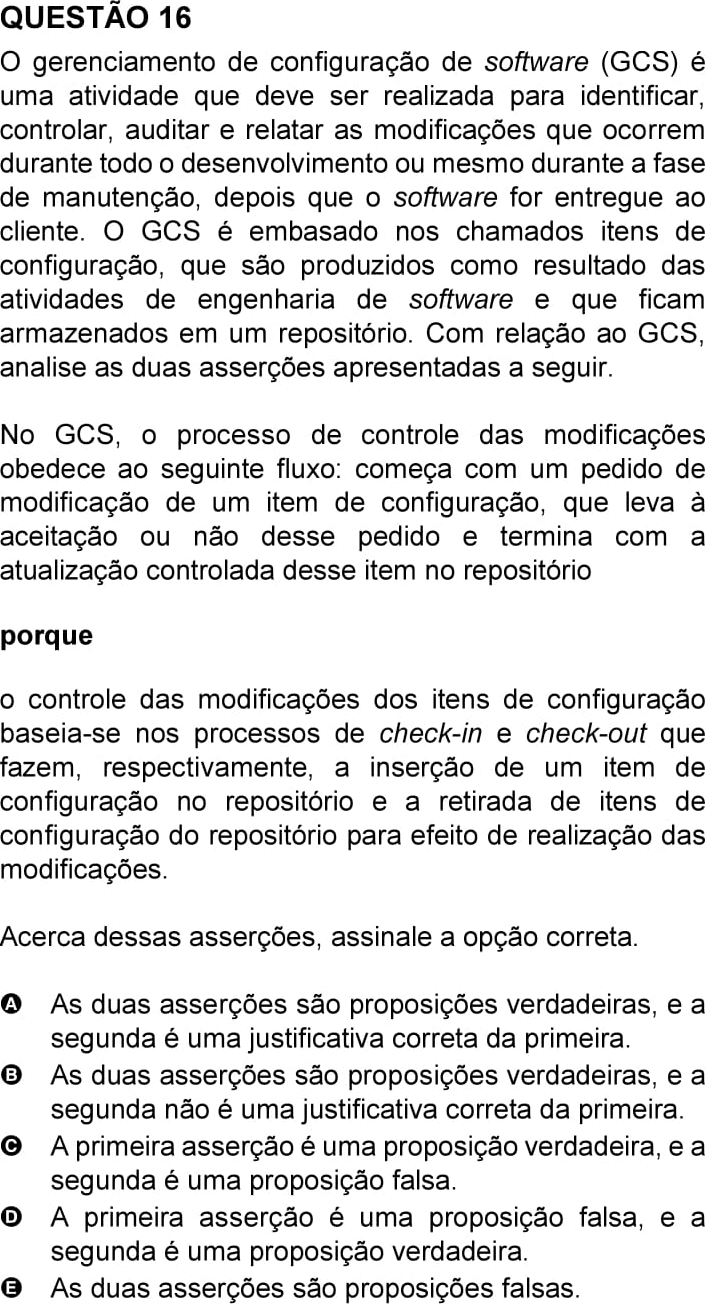 QUESTÃO 16
O gerenciamento de configuração de software (GCS) é
uma atividade que deve ser realizada para identificar,
controlar, auditar e relatar as modificações que ocorrem
durante todo o desenvolvimento ou mesmo durante a fase
de manutenção, depois que o software for entregue ao
cliente. O GCS é embasado nos chamados itens de
configuração, que são produzidos como resultado das
atividades de engenharia de software e que ficam
armazenados em um repositório. Com relação ao GCS,
analise as duas asserções apresentadas a seguir.
No GCS, o processo de controle das modificações
obedece ao seguinte fluxo: começa com um pedido de
modificação de um item de configuração, que leva à
aceitação ou não desse pedido e termina com a
atualização controlada desse item no repositório
porque
o controle das modificações dos itens de configuração
baseia-se nos processos de check-in e check-out que
fazem, respectivamente, a inserção de um item de
configuração no repositório e a retirada de itens de
configuração do repositório para efeito de realização das
modificações.
Acerca dessas asserções, assinale a opção correta.
A As duas asserções são proposições verdadeiras, e a
segunda é uma justificativa correta da primeira.
B As duas asserções são proposições verdadeiras, e a
segunda não é uma justificativa correta da primeira.
C A primeira asserção é uma proposição verdadeira, e a
segunda é uma proposição falsa.
D A primeira asserção é uma proposição falsa, e a
segunda é uma proposição verdadeira.
E As duas asserções são proposições falsas.